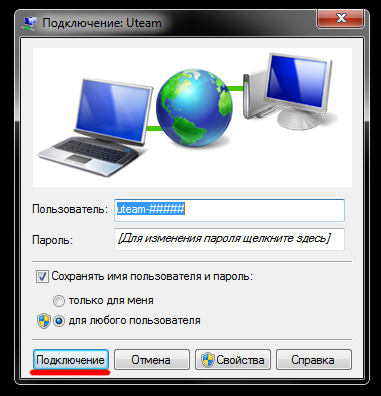 Подключение: Uteam
Пользователь: uteam-#####
Пароль: [Для изменения пароля щелкните здесь]
Сохранять имя пользователя и пароль:
только для меня
для любого пользователя
Подключение Отмена Свойства Справка